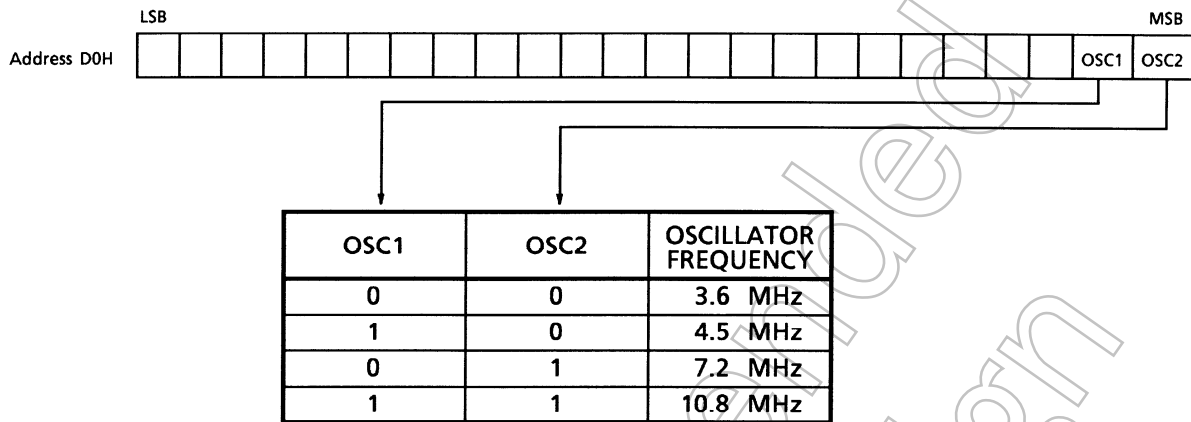 LSB MSB
Address D0H OSC1 OSC2
OSC1 OSC2 OSCILLATOR
FREQUENCY
0 0 3.6 MHz
1 0 4.5 MHz
0 1 7.2 MHz
1 1 10.8 MHz